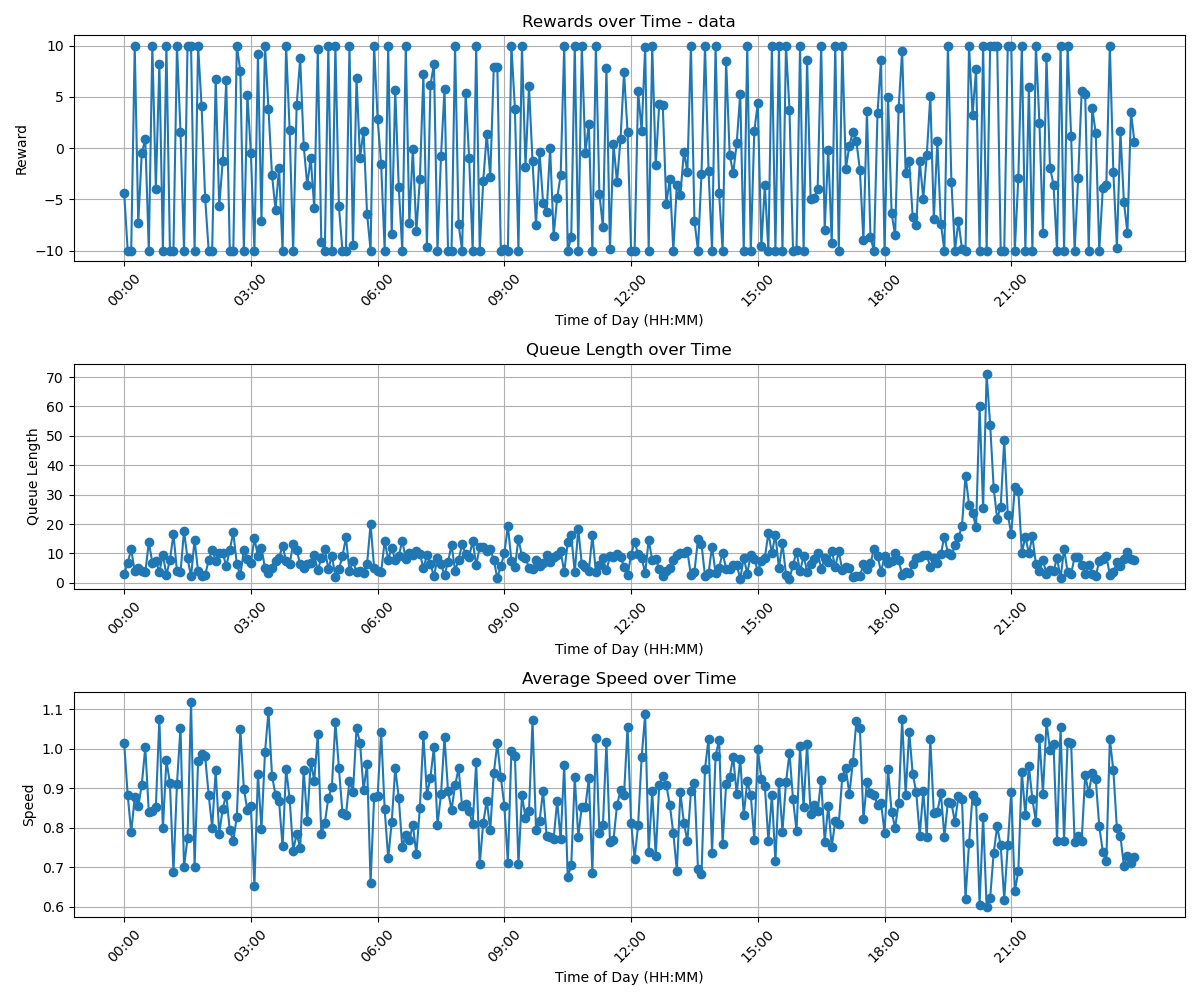 Rewards over Time - data
Reward
10
5
0
−5
−10
00:00 03:00 06:00 09:00 12:00 15:00 18:00 21:00
Time of Day (HH:MM)
Queue Length over Time
Queue Length
70
60
50
40
30
20
10
0
00:00 03:00 06:00 09:00 12:00 15:00 18:00 21:00
Time of Day (HH:MM)
Average Speed over Time
Speed
1.1
1.0
0.9
0.8
0.7
0.6
00:00 03:00 06:00 09:00 12:00 15:00 18:00 21:00
Time of Day (HH:MM)